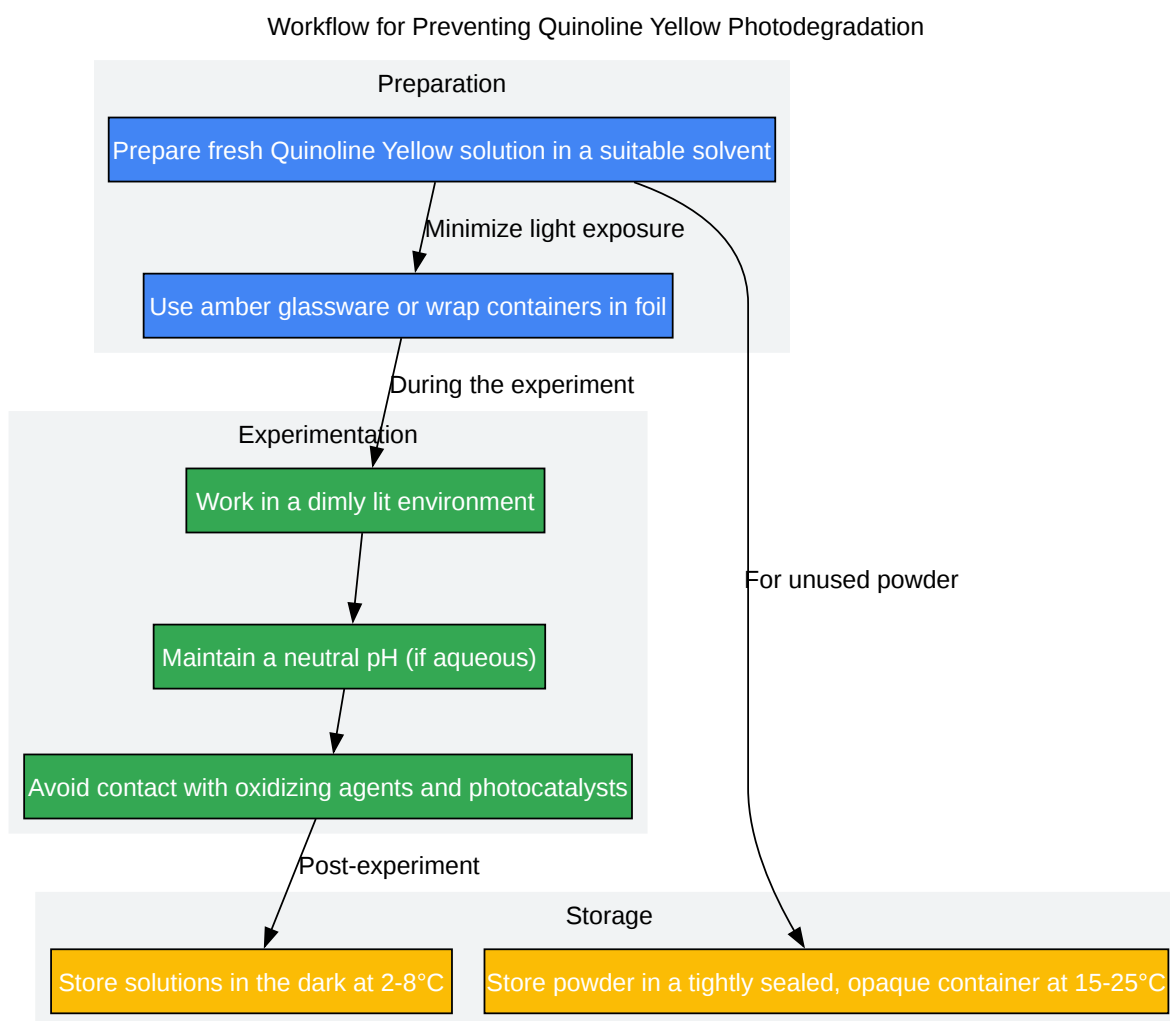 Workflow for Preventing Quinoline Yellow Photodegradation
Preparation
Prepare fresh Quinoline Yellow solution in a suitable solvent
Minimize light exposure
Use amber glassware or wrap containers in foil
During the experiment
Experimentation
Work in a dimly lit environment
For unused powder
Maintain a neutral pH (if aqueous)
Avoid contact with oxidizing agents and photocatalysts
Post-experiment
Storage
Store solutions in the dark at 2-8°C
Store powder in a tightly sealed, opaque container at 15-25°C